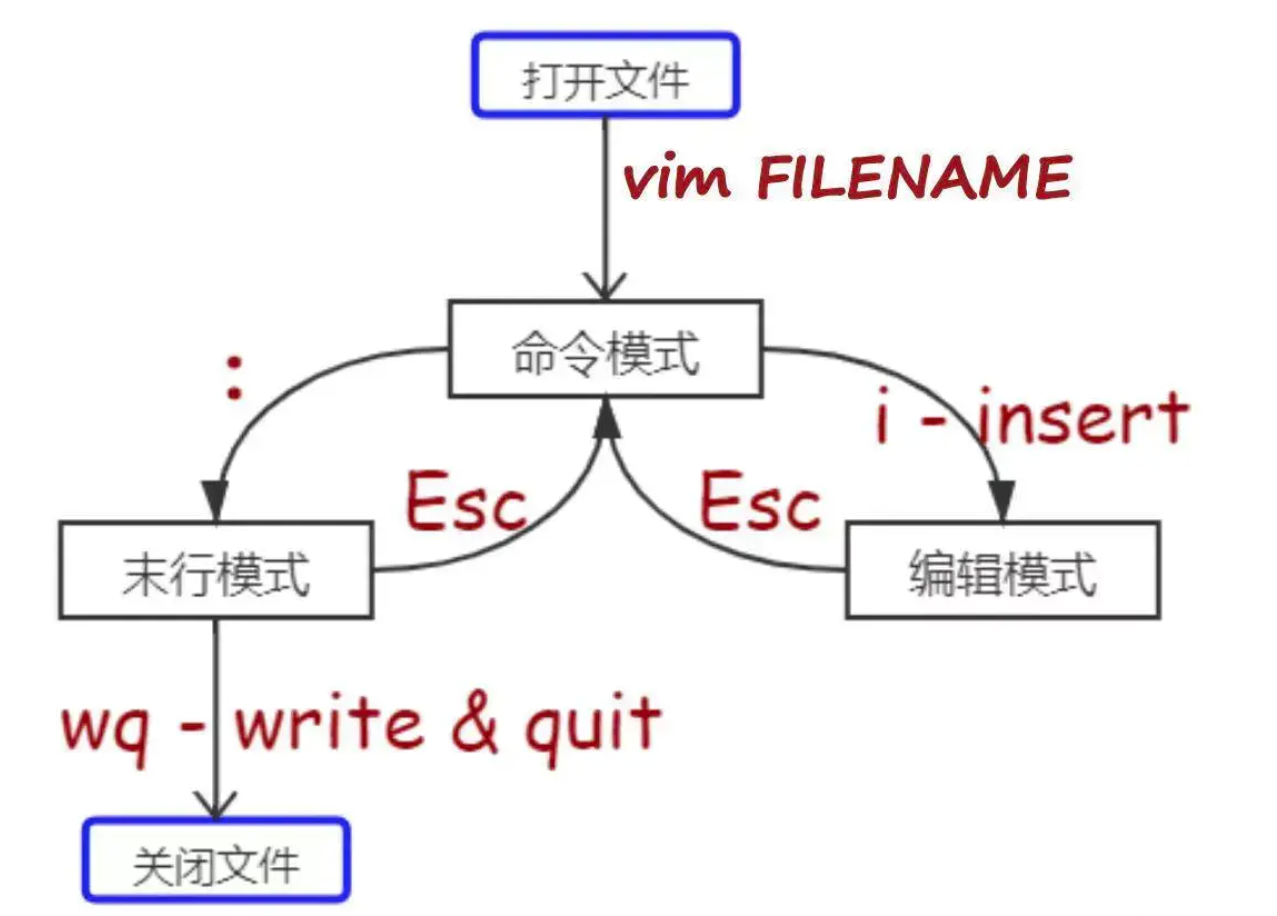 打开文件
vim FILENAME
命令模式
:
i - insert
Esc
Esc
末行模式
编辑模式
wq - write & quit
关闭文件